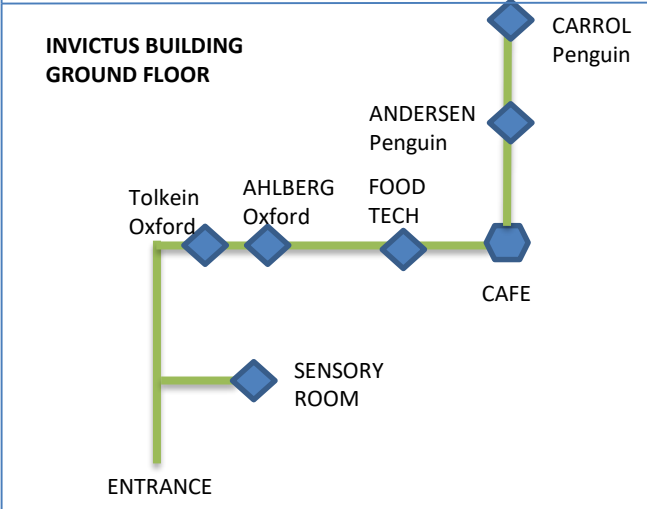 INVICTUS BUILDING
GROUND FLOOR
CARROL
Penguin
ANDERSEN
Penguin
Tolkein
Oxford
AHLBERG
Oxford
FOOD
TECH
CAFE
SENSORY
ROOM
ENTRANCE